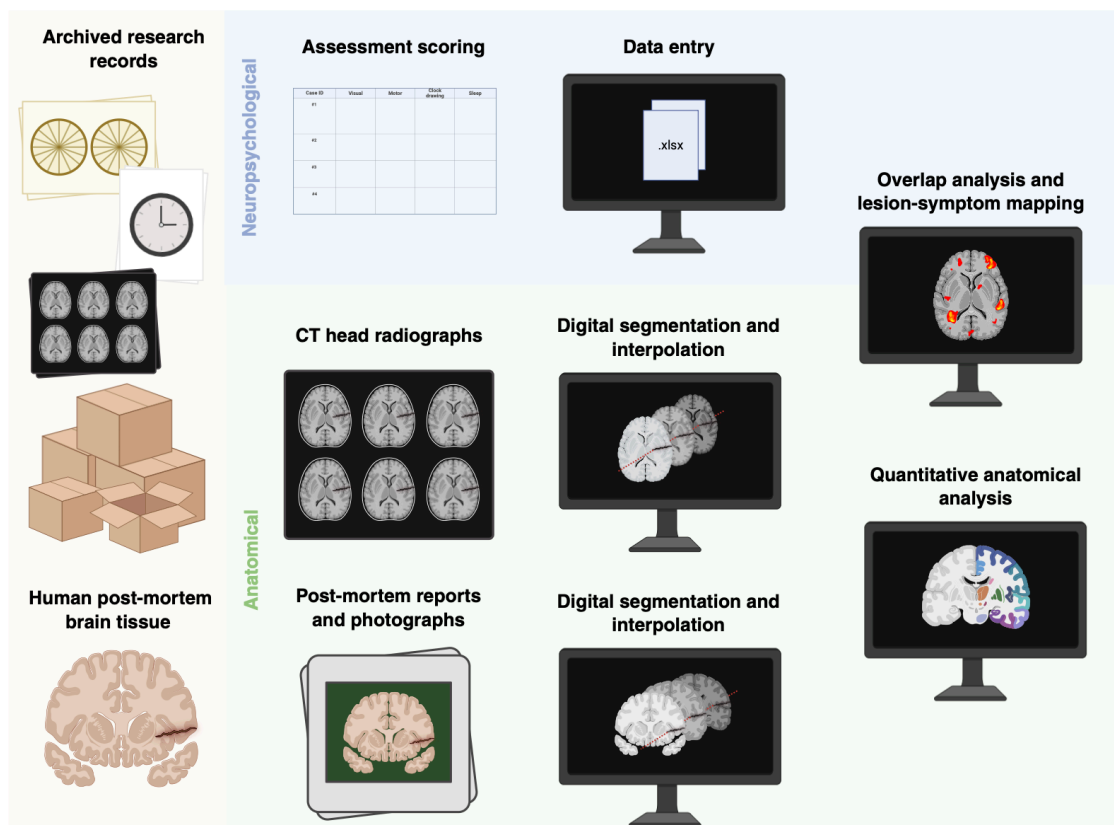 Archived research
records
Human post-mortem
brain tissue
Neuropsychological
Assessment scoring
Case ID Visual Motor Clock drawing Sleep
#1
#2
#3
#4
Data entry
.xlsx
Anatomical
CT head radiographs
Digital segmentation and
interpolation
Post-mortem reports
and photographs
Digital segmentation and
interpolation
Overlap analysis and
lesion-symptom mapping
Quantitative anatomical
analysis